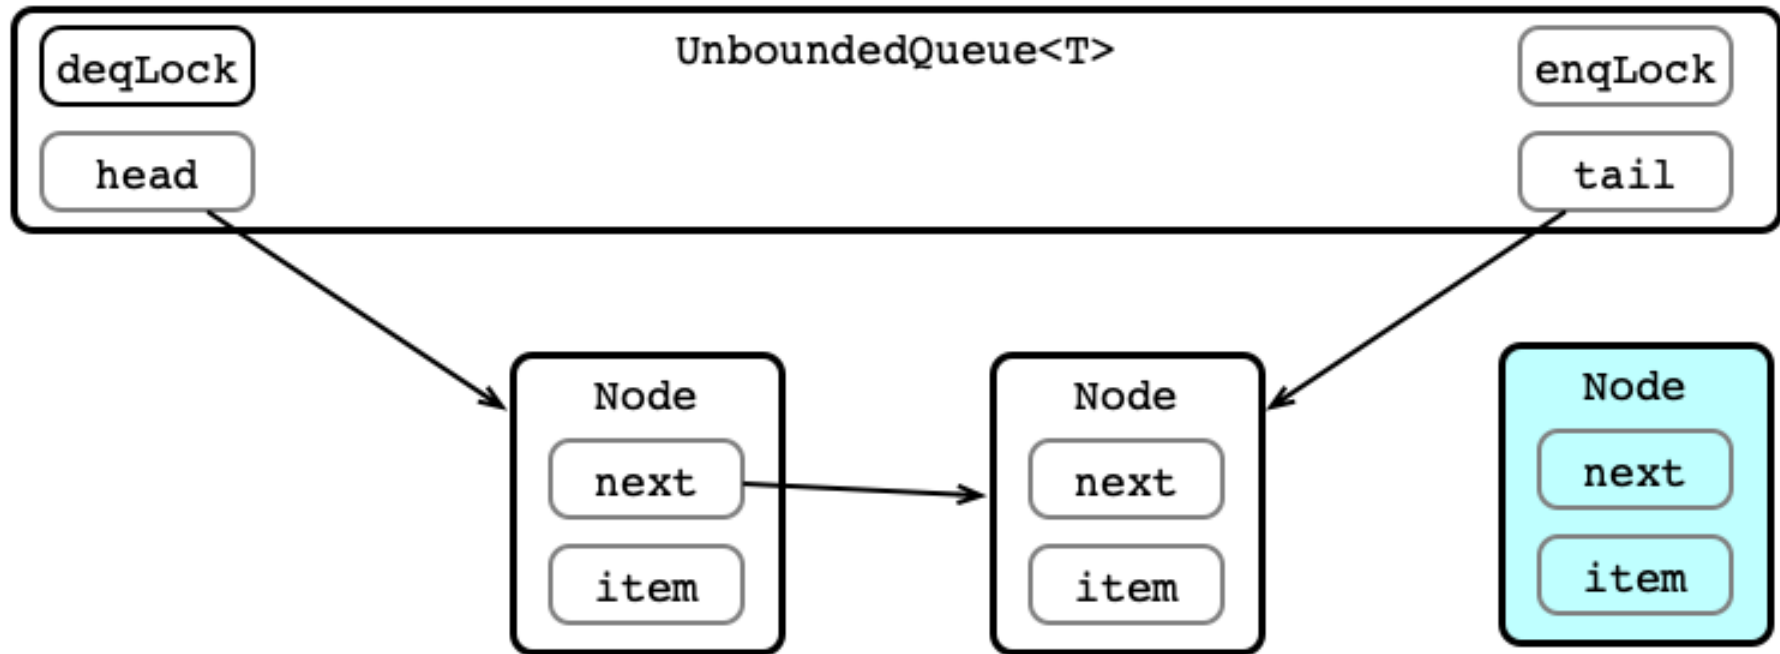 UnboundedQueue<T>
deqLock
enqLock
head
tail
Node
next
item
Node
next
item
Node
next
item